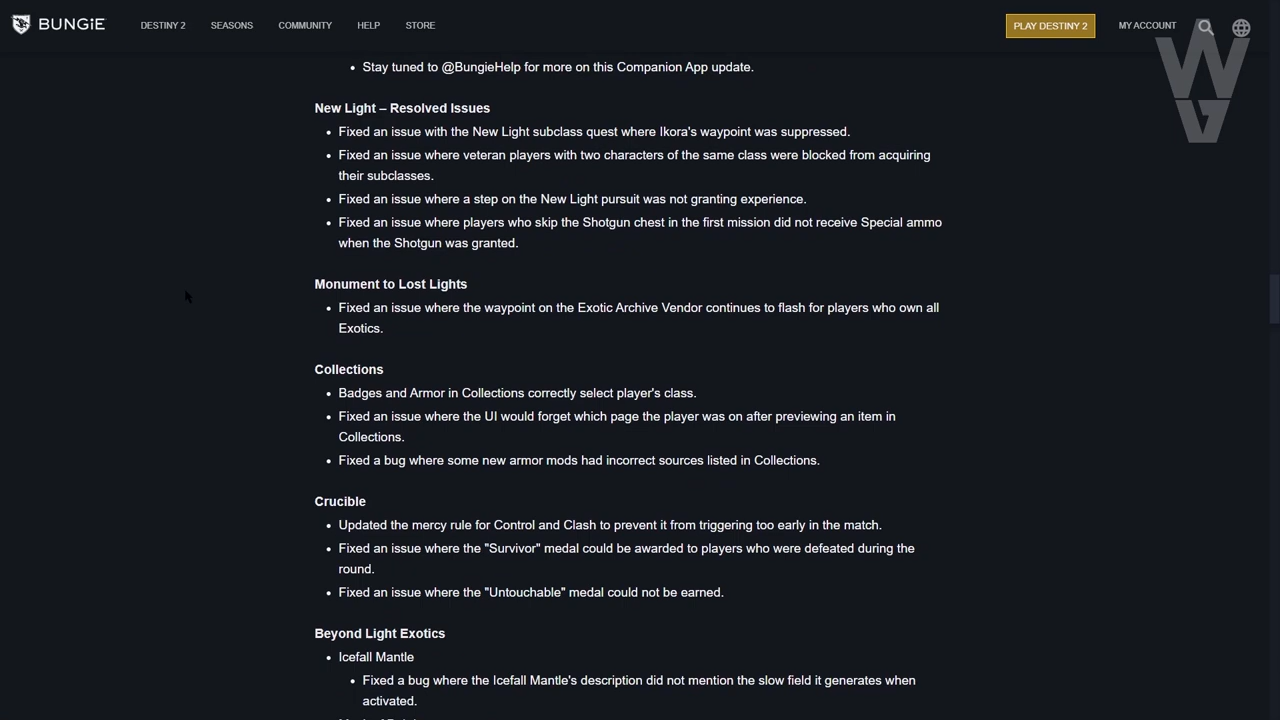 BUNGiE
DESTINY 2
SEASONS
COMMUNITY
HELP
STORE
PLAY DESTINY 2
MY ACCOUNT
• Stay tuned to @BungieHelp for more on this Companion App update.
New Light – Resolved Issues
• Fixed an issue with the New Light subclass quest where Ikora's waypoint was suppressed.
• Fixed an issue where veteran players with two characters of the same class were blocked from acquiring
their subclasses.
• Fixed an issue where a step on the New Light pursuit was not granting experience.
• Fixed an issue where players who skip the Shotgun chest in the first mission did not receive Special ammo
when the Shotgun was granted.
Monument to Lost Lights
• Fixed an issue where the waypoint on the Exotic Archive Vendor continues to flash for players who own all
Exotics.
Collections
• Badges and Armor in Collections correctly select player's class.
• Fixed an issue where the UI would forget which page the player was on after previewing an item in
Collections.
• Fixed a bug where some new armor mods had incorrect sources listed in Collections.
Crucible
• Updated the mercy rule for Control and Clash to prevent it from triggering too early in the match.
• Fixed an issue where the "Survivor" medal could be awarded to players who were defeated during the
round.
• Fixed an issue where the "Untouchable" medal could not be earned.
Beyond Light Exotics
• Icefall Mantle
• Fixed a bug where the Icefall Mantle's description did not mention the slow field it generates when
activated.